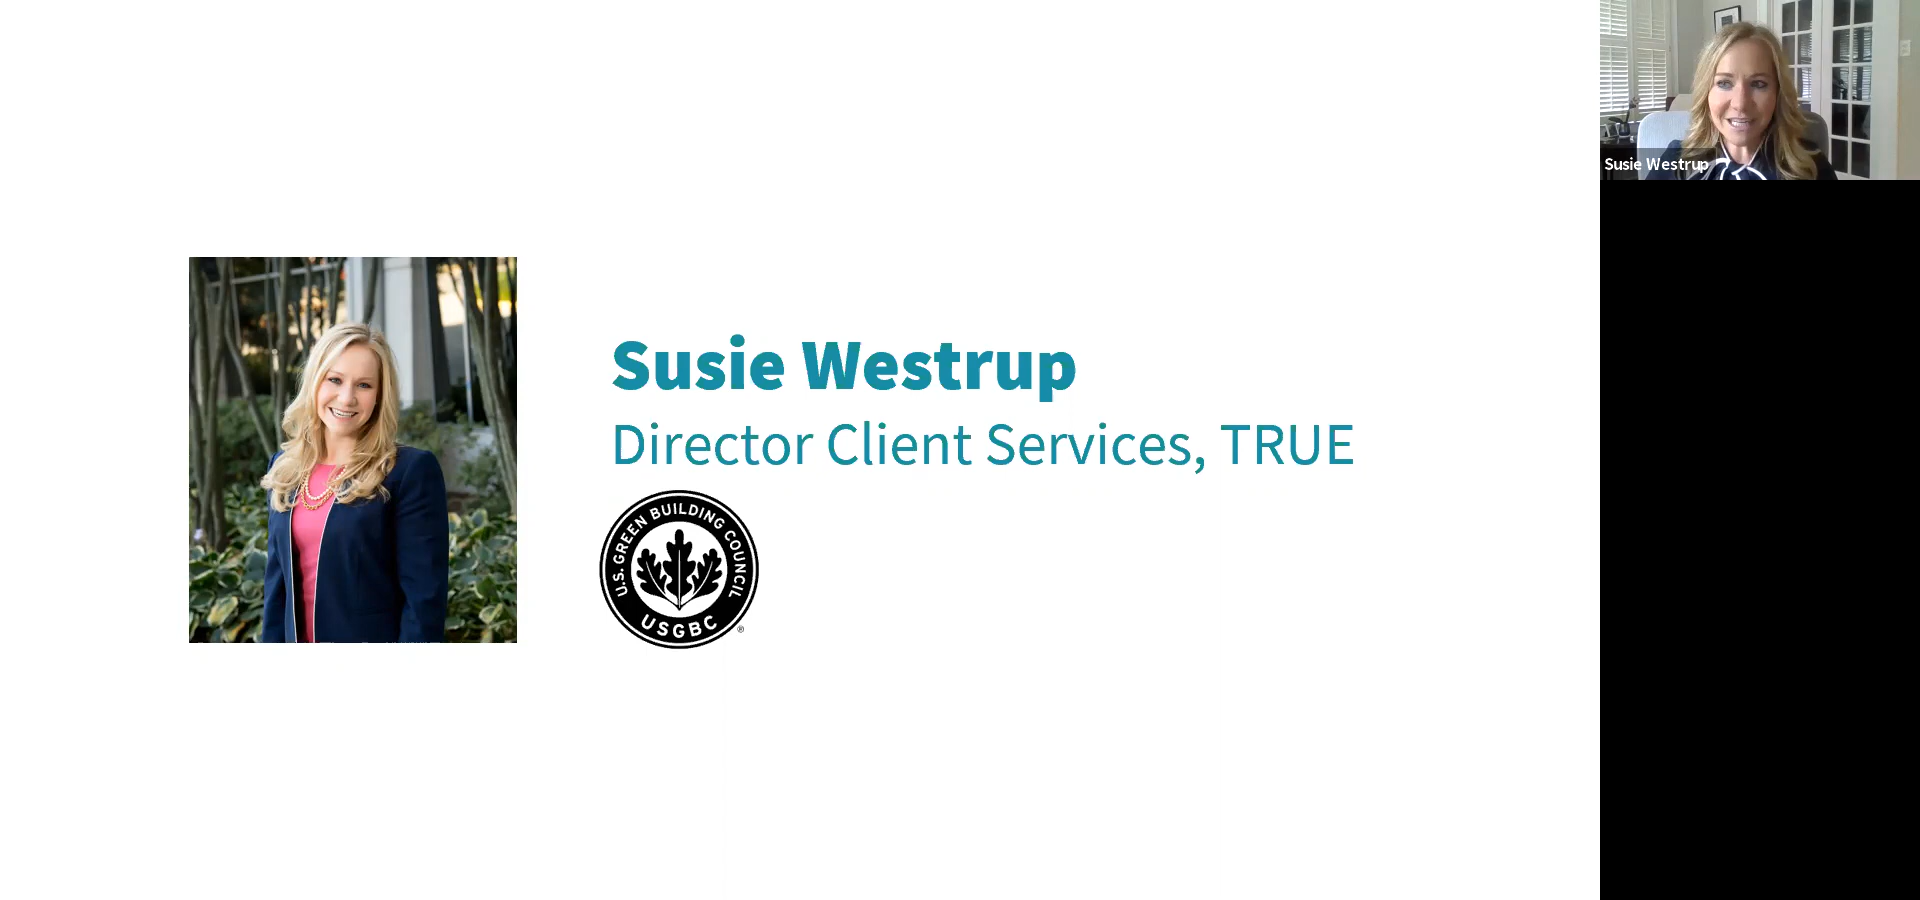 Susie Westrup
Susie Westrup
Director Client Services, TRUE
U.S. GREEN BUILDING COUNCIL
USGBC
®